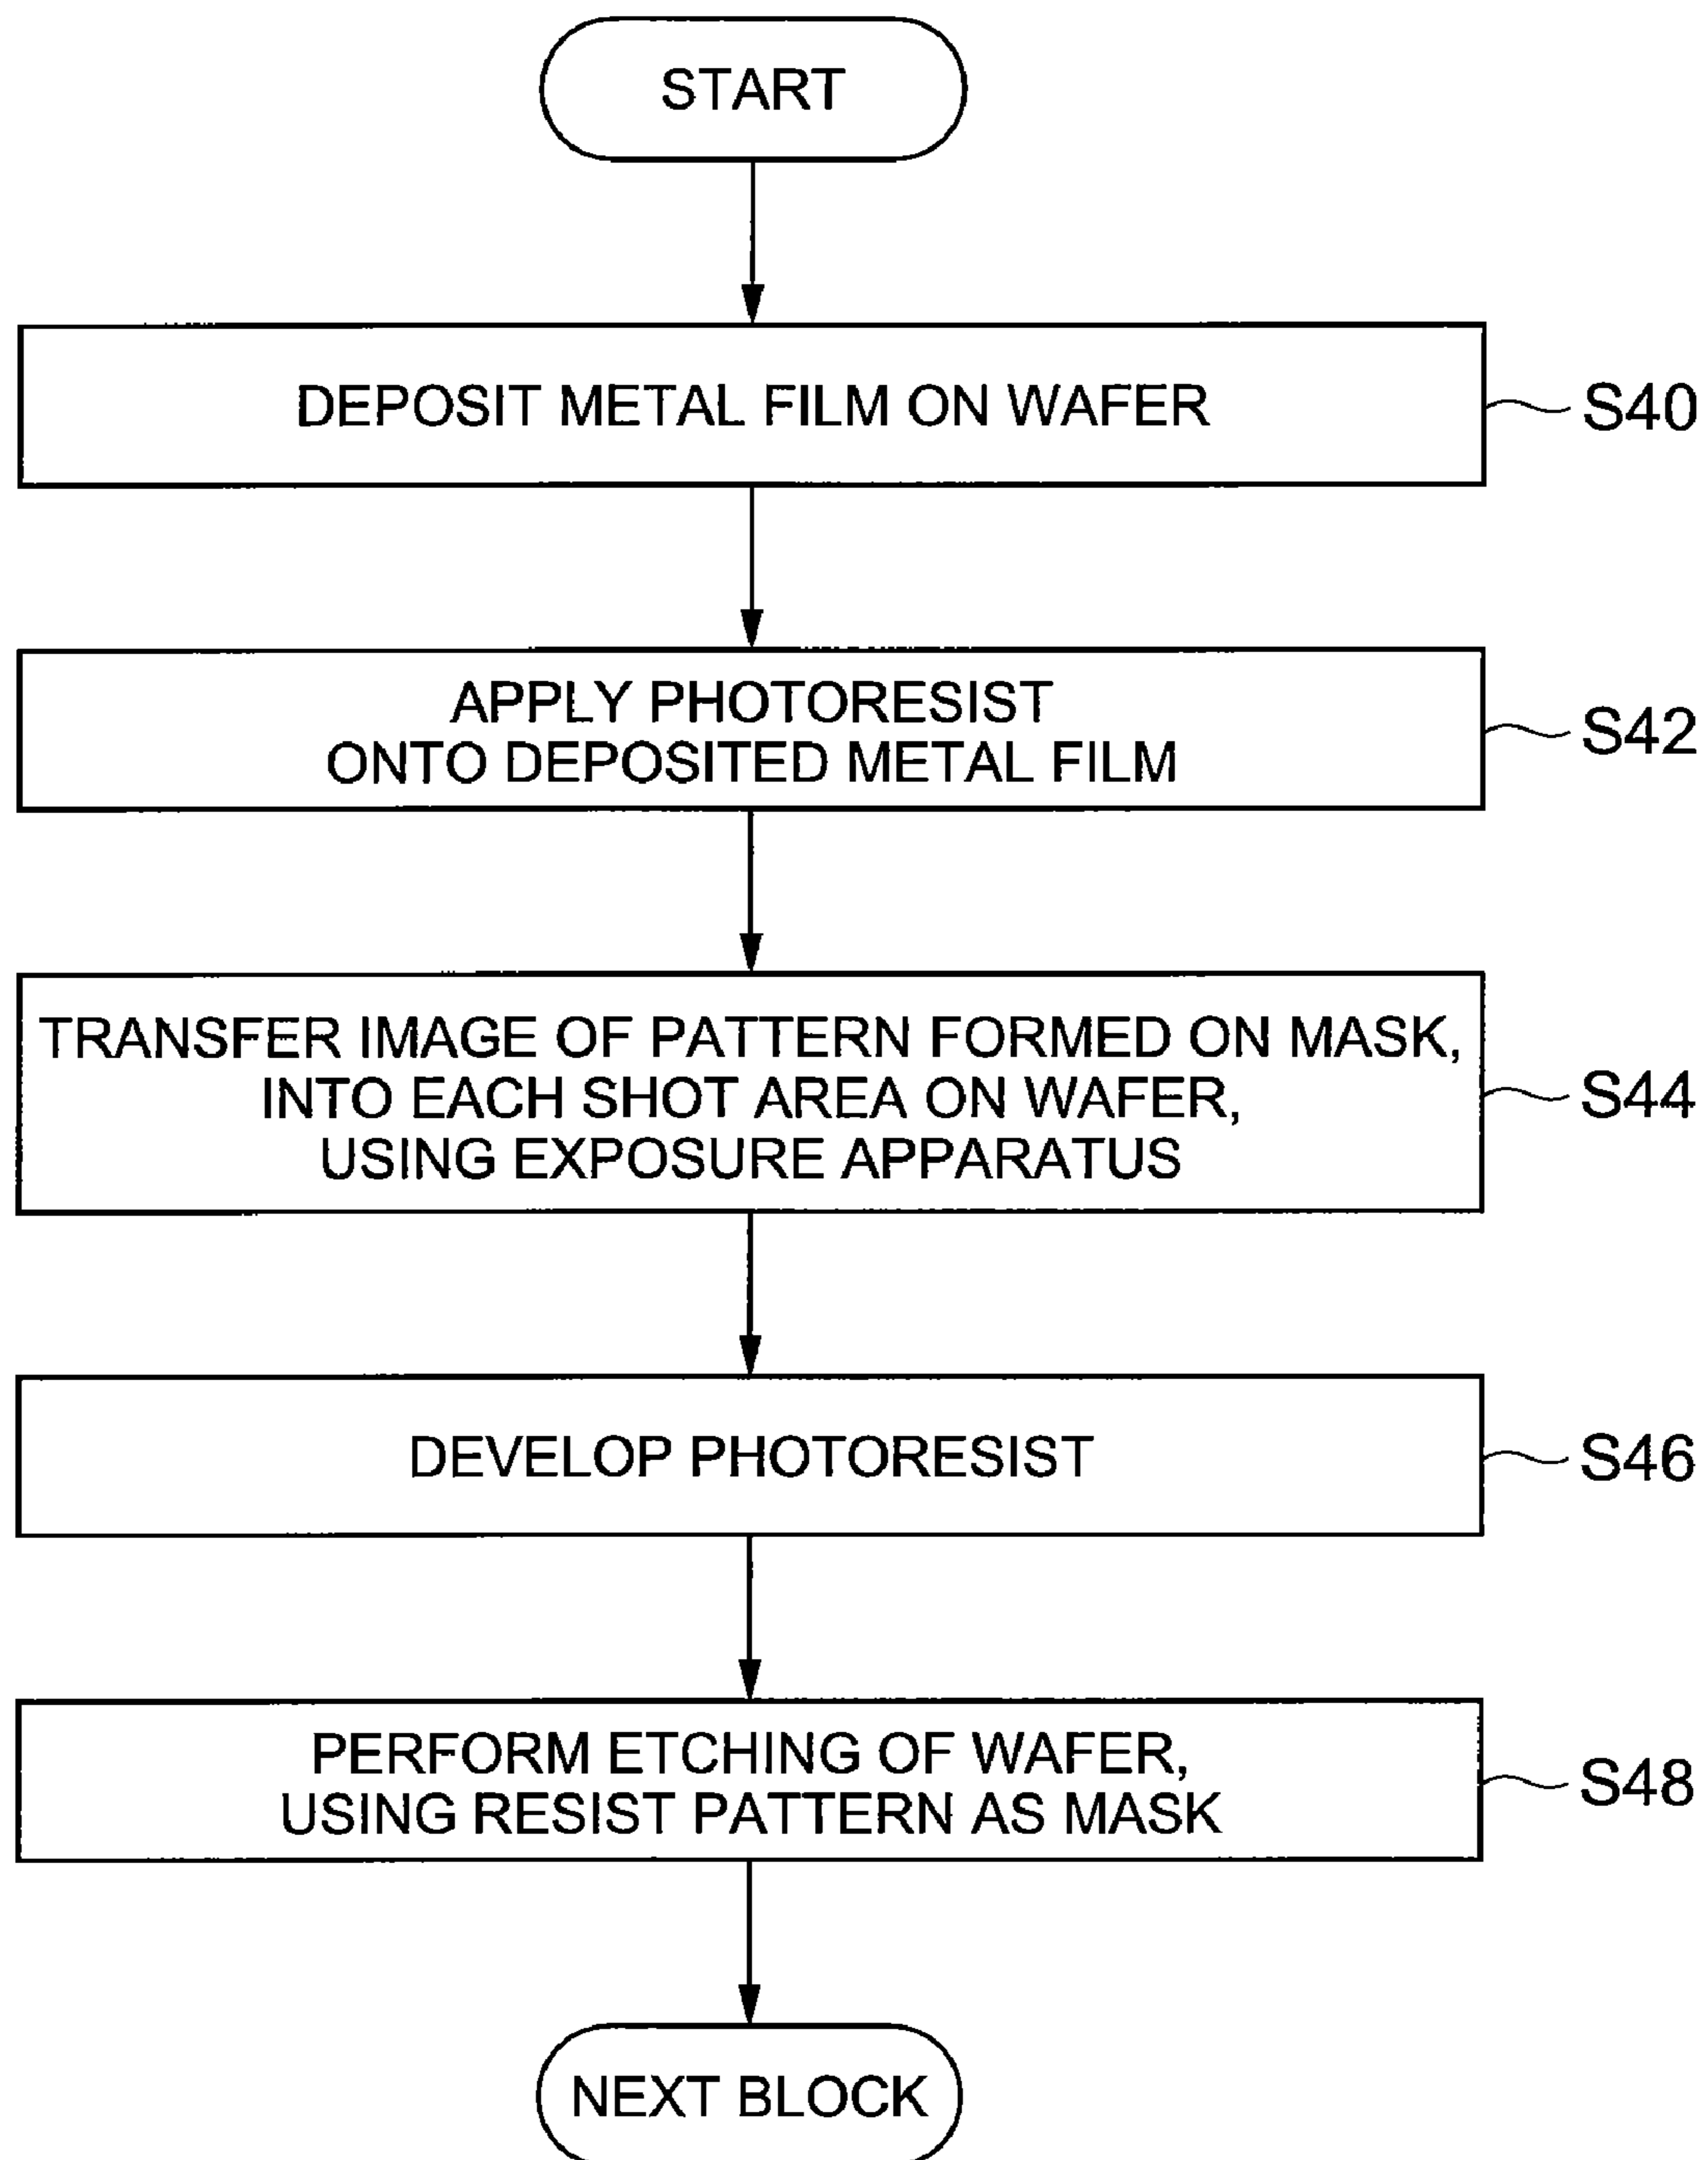 START
DEPOSIT METAL FILM ON WAFER
S40
APPLY PHOTORESIST
ONTO DEPOSITED METAL FILM
S42
TRANSFER IMAGE OF PATTERN FORMED ON MASK,
INTO EACH SHOT AREA ON WAFER,
USING EXPOSURE APPARATUS
S44
DEVELOP PHOTORESIST
S46
PERFORM ETCHING OF WAFER,
USING RESIST PATTERN AS MASK
S48
NEXT BLOCK